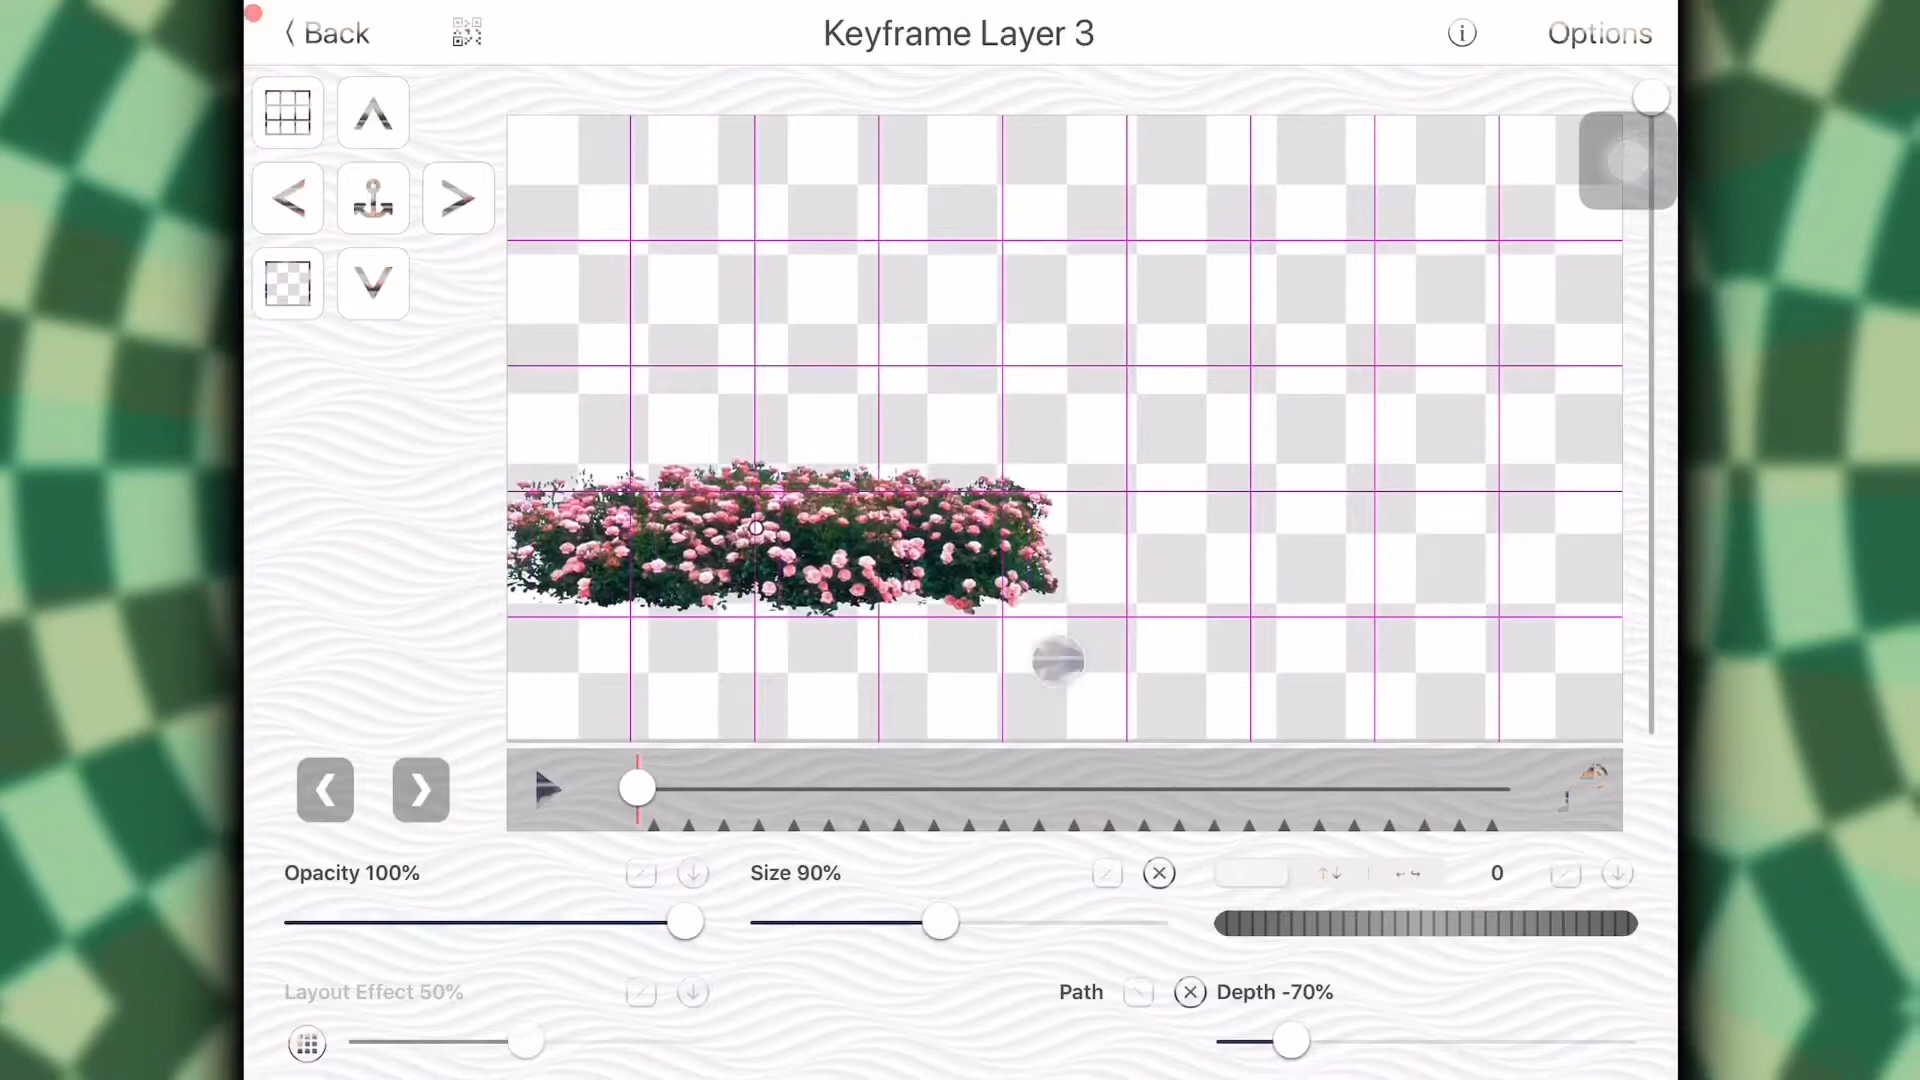 Back
Keyframe Layer 3
Options
Opacity 100%
Size 90%
0
Layout Effect 50%
Path
Depth -70%